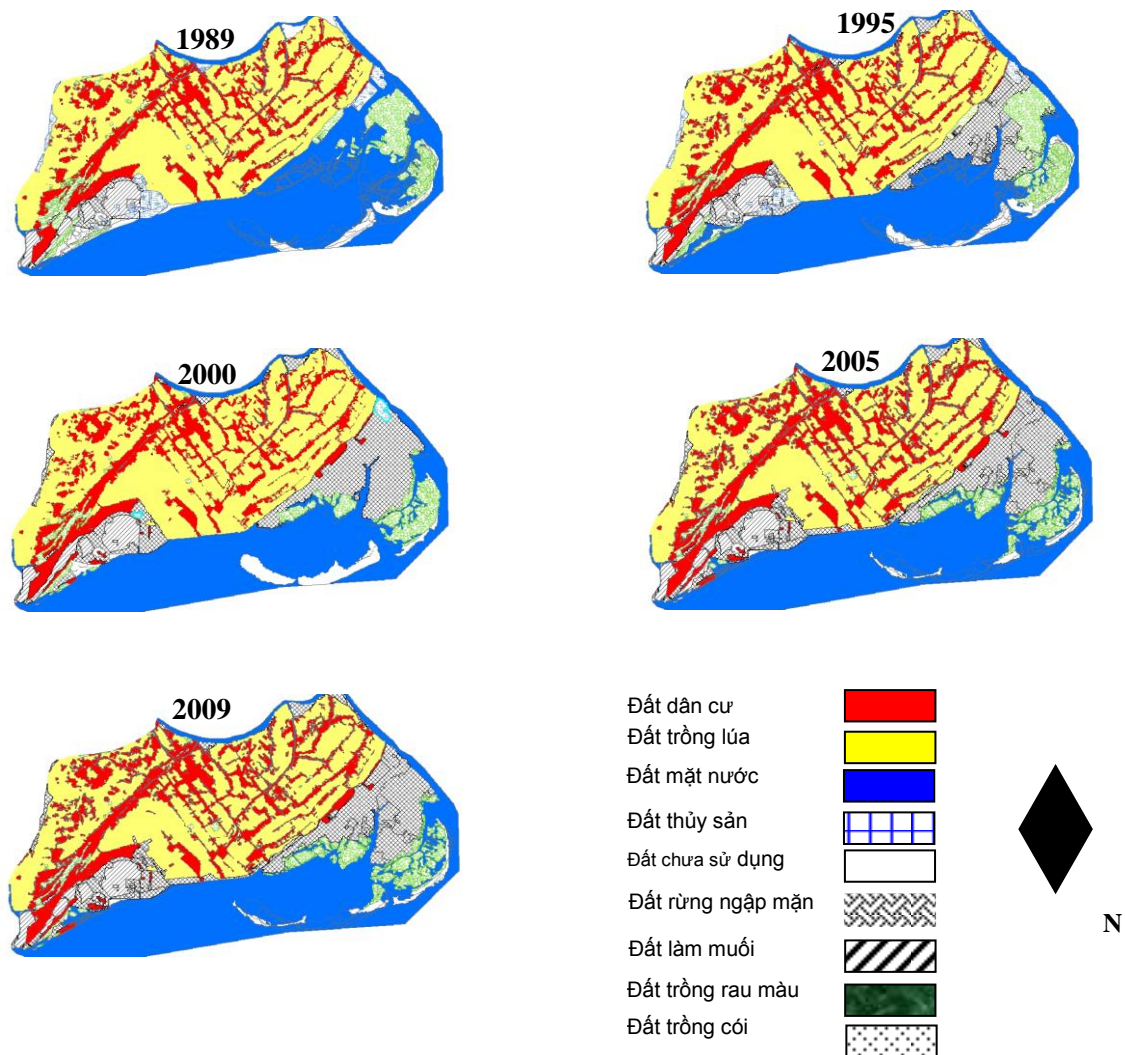 1989
1995
2000
2005
2009
Đất dân cư
Đất trồng lúa
Đất mặt nước
Đất thủy sản
Đất chưa sử dụng
Đất rừng ngập mặn
Đất làm muối
Đất trồng rau màu
Đất trồng cói
N